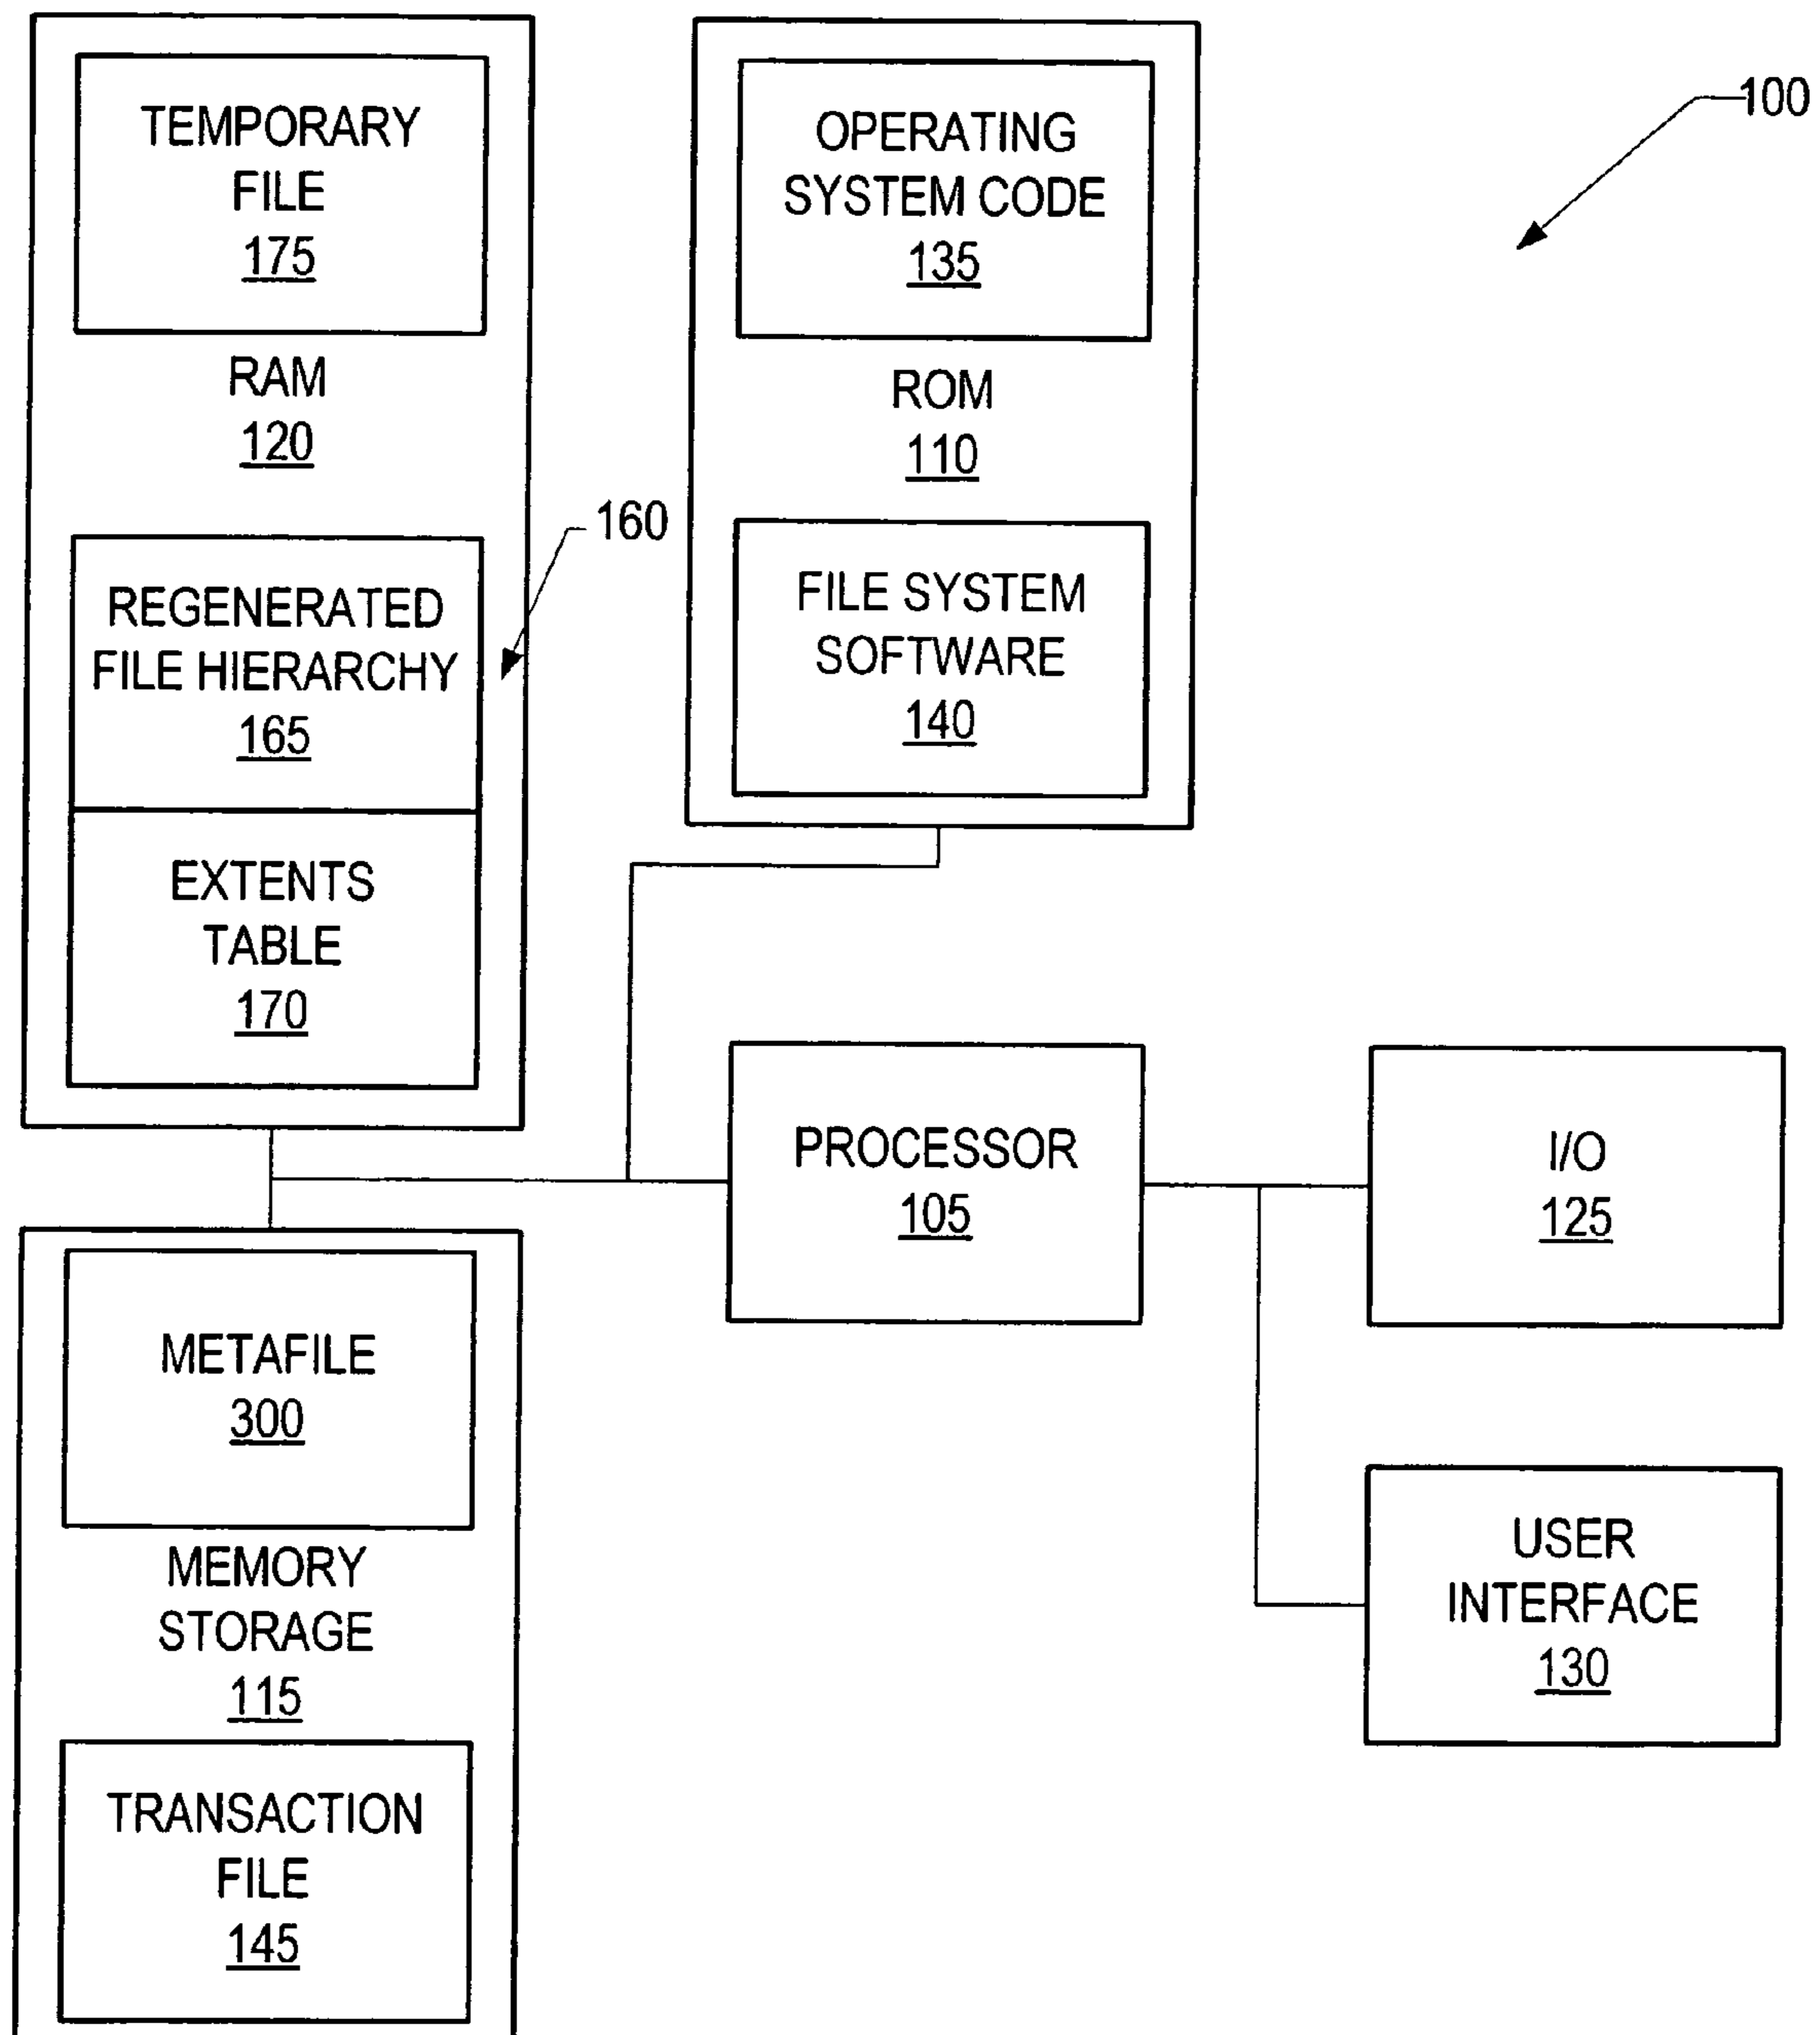 TEMPORARY
FILE
175
RAM
120
160
REGENERATED
FILE HIERARCHY
165
EXTENTS
TABLE
170
OPERATING
SYSTEM CODE
135
ROM
110
FILE SYSTEM
SOFTWARE
140
100
PROCESSOR
105
I/O
125
USER
INTERFACE
130
METAFILE
300
MEMORY
STORAGE
115
TRANSACTION
FILE
145